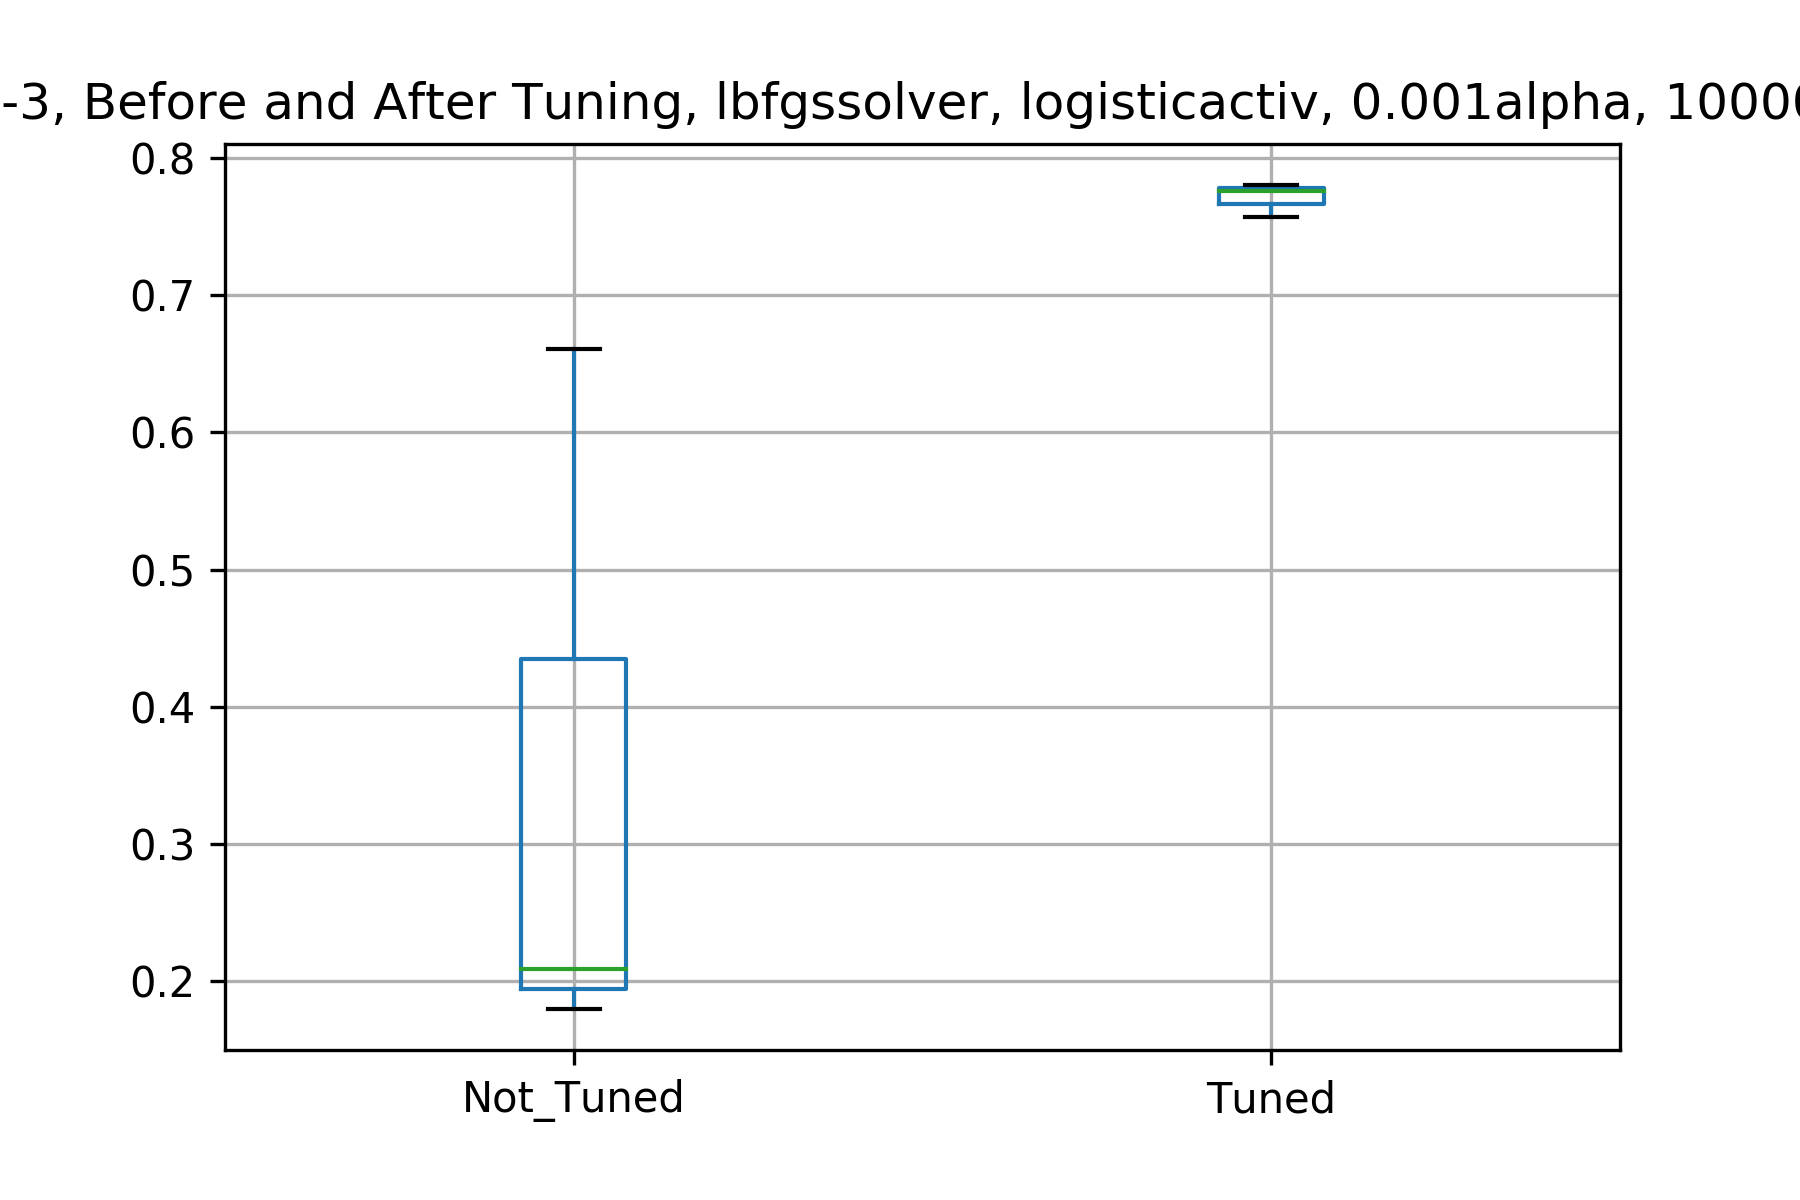 -3, Before and After Tuning, lbfgssolver, logisticactiv, 0.001alpha, 10000
0.8
0.7
0.6
0.5
0.4
0.3
0.2
Not_Tuned
Tuned